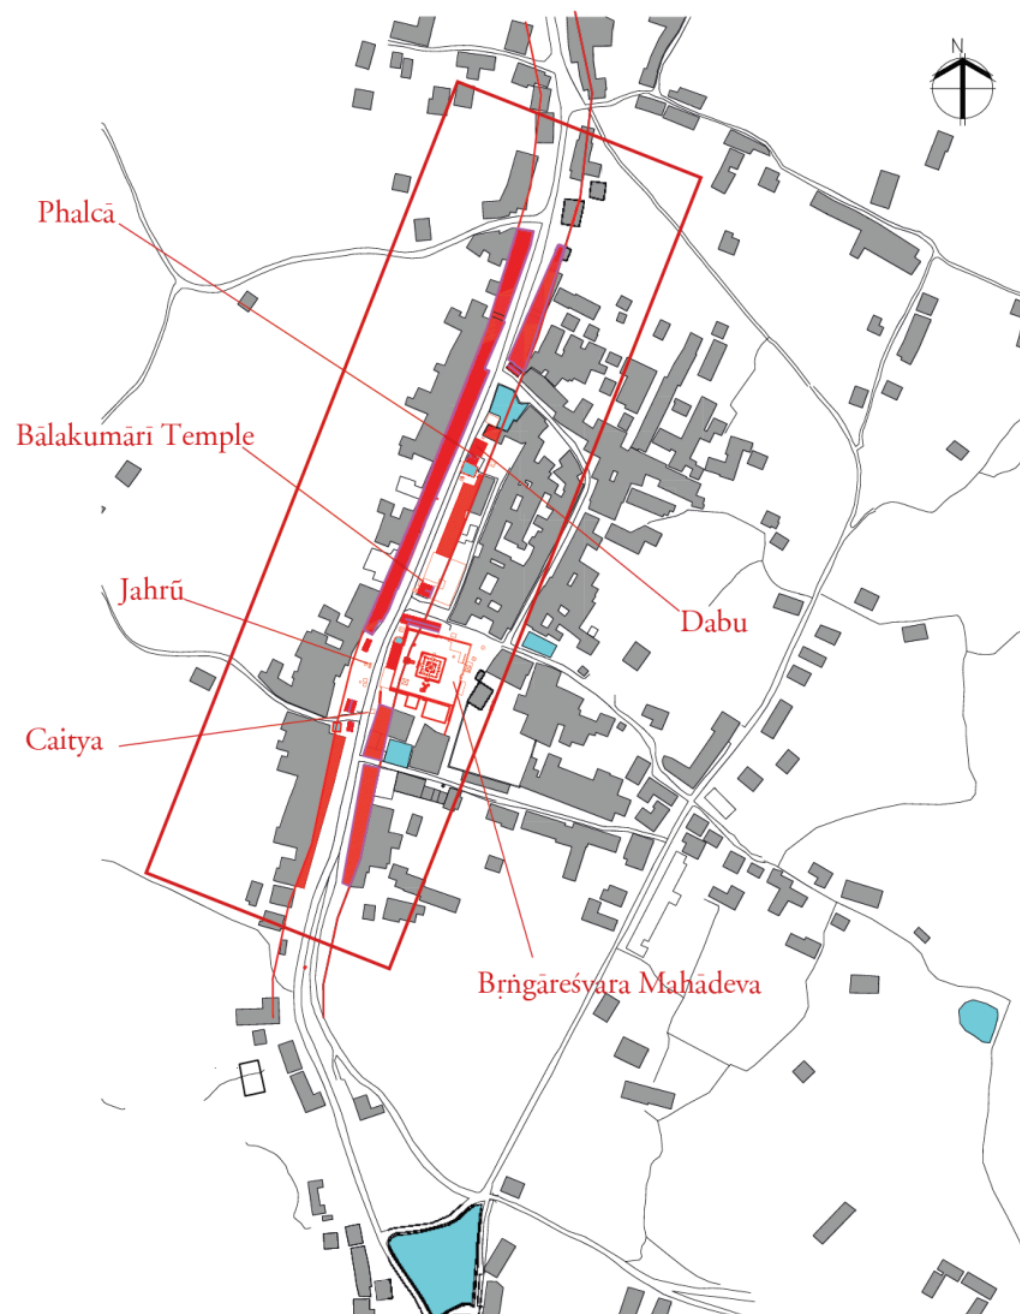 N
Phalcā
Bālakumārī Temple
Jahrū
Dabu
Caitya
Bṛṅgāreśvara Mahādeva